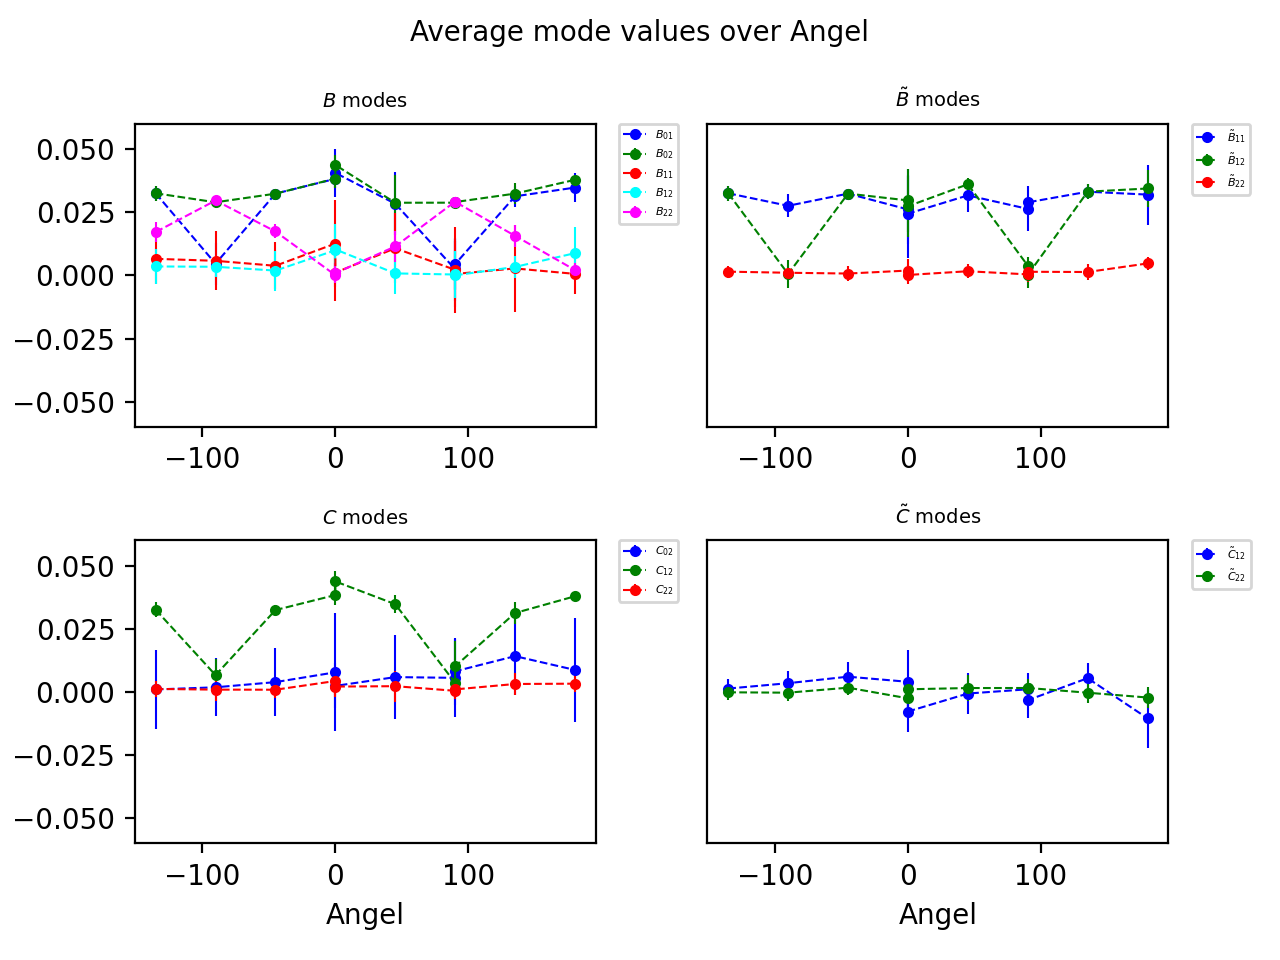 Average mode values over Angel
B modes
B̃ modes
0.050
0.025
0.000
−0.025
−0.050
−100 0 100
−100 0 100
B₀₁
B₀₂
B₁₁
B₁₂
B₂₂
B̃₁₁
B̃₁₂
B̃₂₂
C modes
C̃ modes
0.050
0.025
0.000
−0.025
−0.050
−100 0 100
−100 0 100
Angel
Angel
C₀₂
C₁₂
C₂₂
C̃₁₂
C̃₂₂